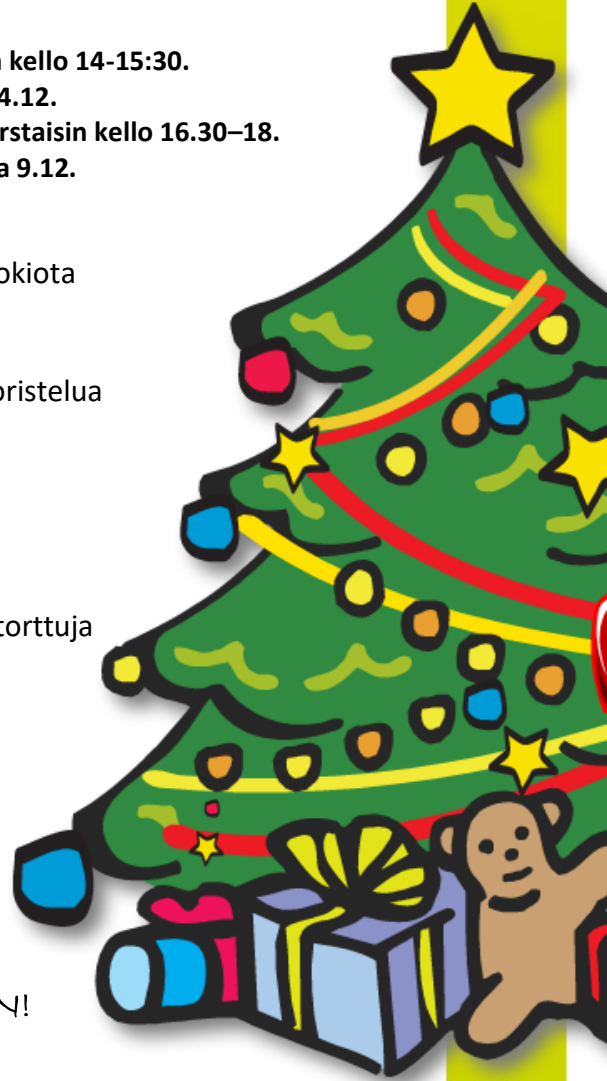 kello 14-15:30.
4.12.
rstaisin kello 16.30–18.
a 9.12.
okiota
oristelua
torttuja